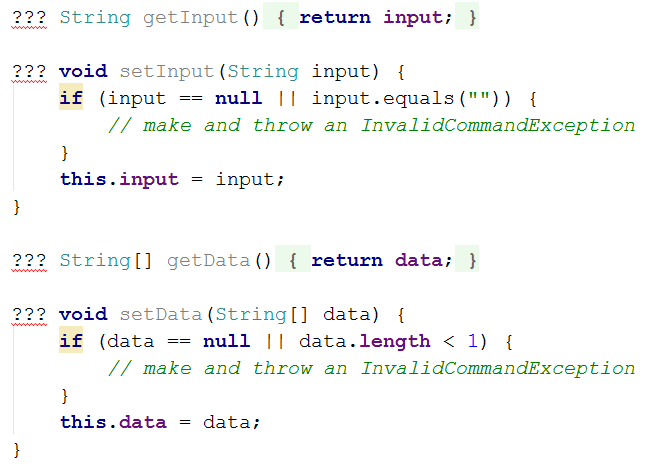 ??? String getInput() { return input; }
??? void setInput(String input) {
    if (input == null || input.equals("")) {
        // make and throw an InvalidCommandException
    }
    this.input = input;
}
??? String[] getData() { return data; }
??? void setData(String[] data) {
    if (data == null || data.length < 1) {
        // make and throw an InvalidCommandException
    }
    this.data = data;
}